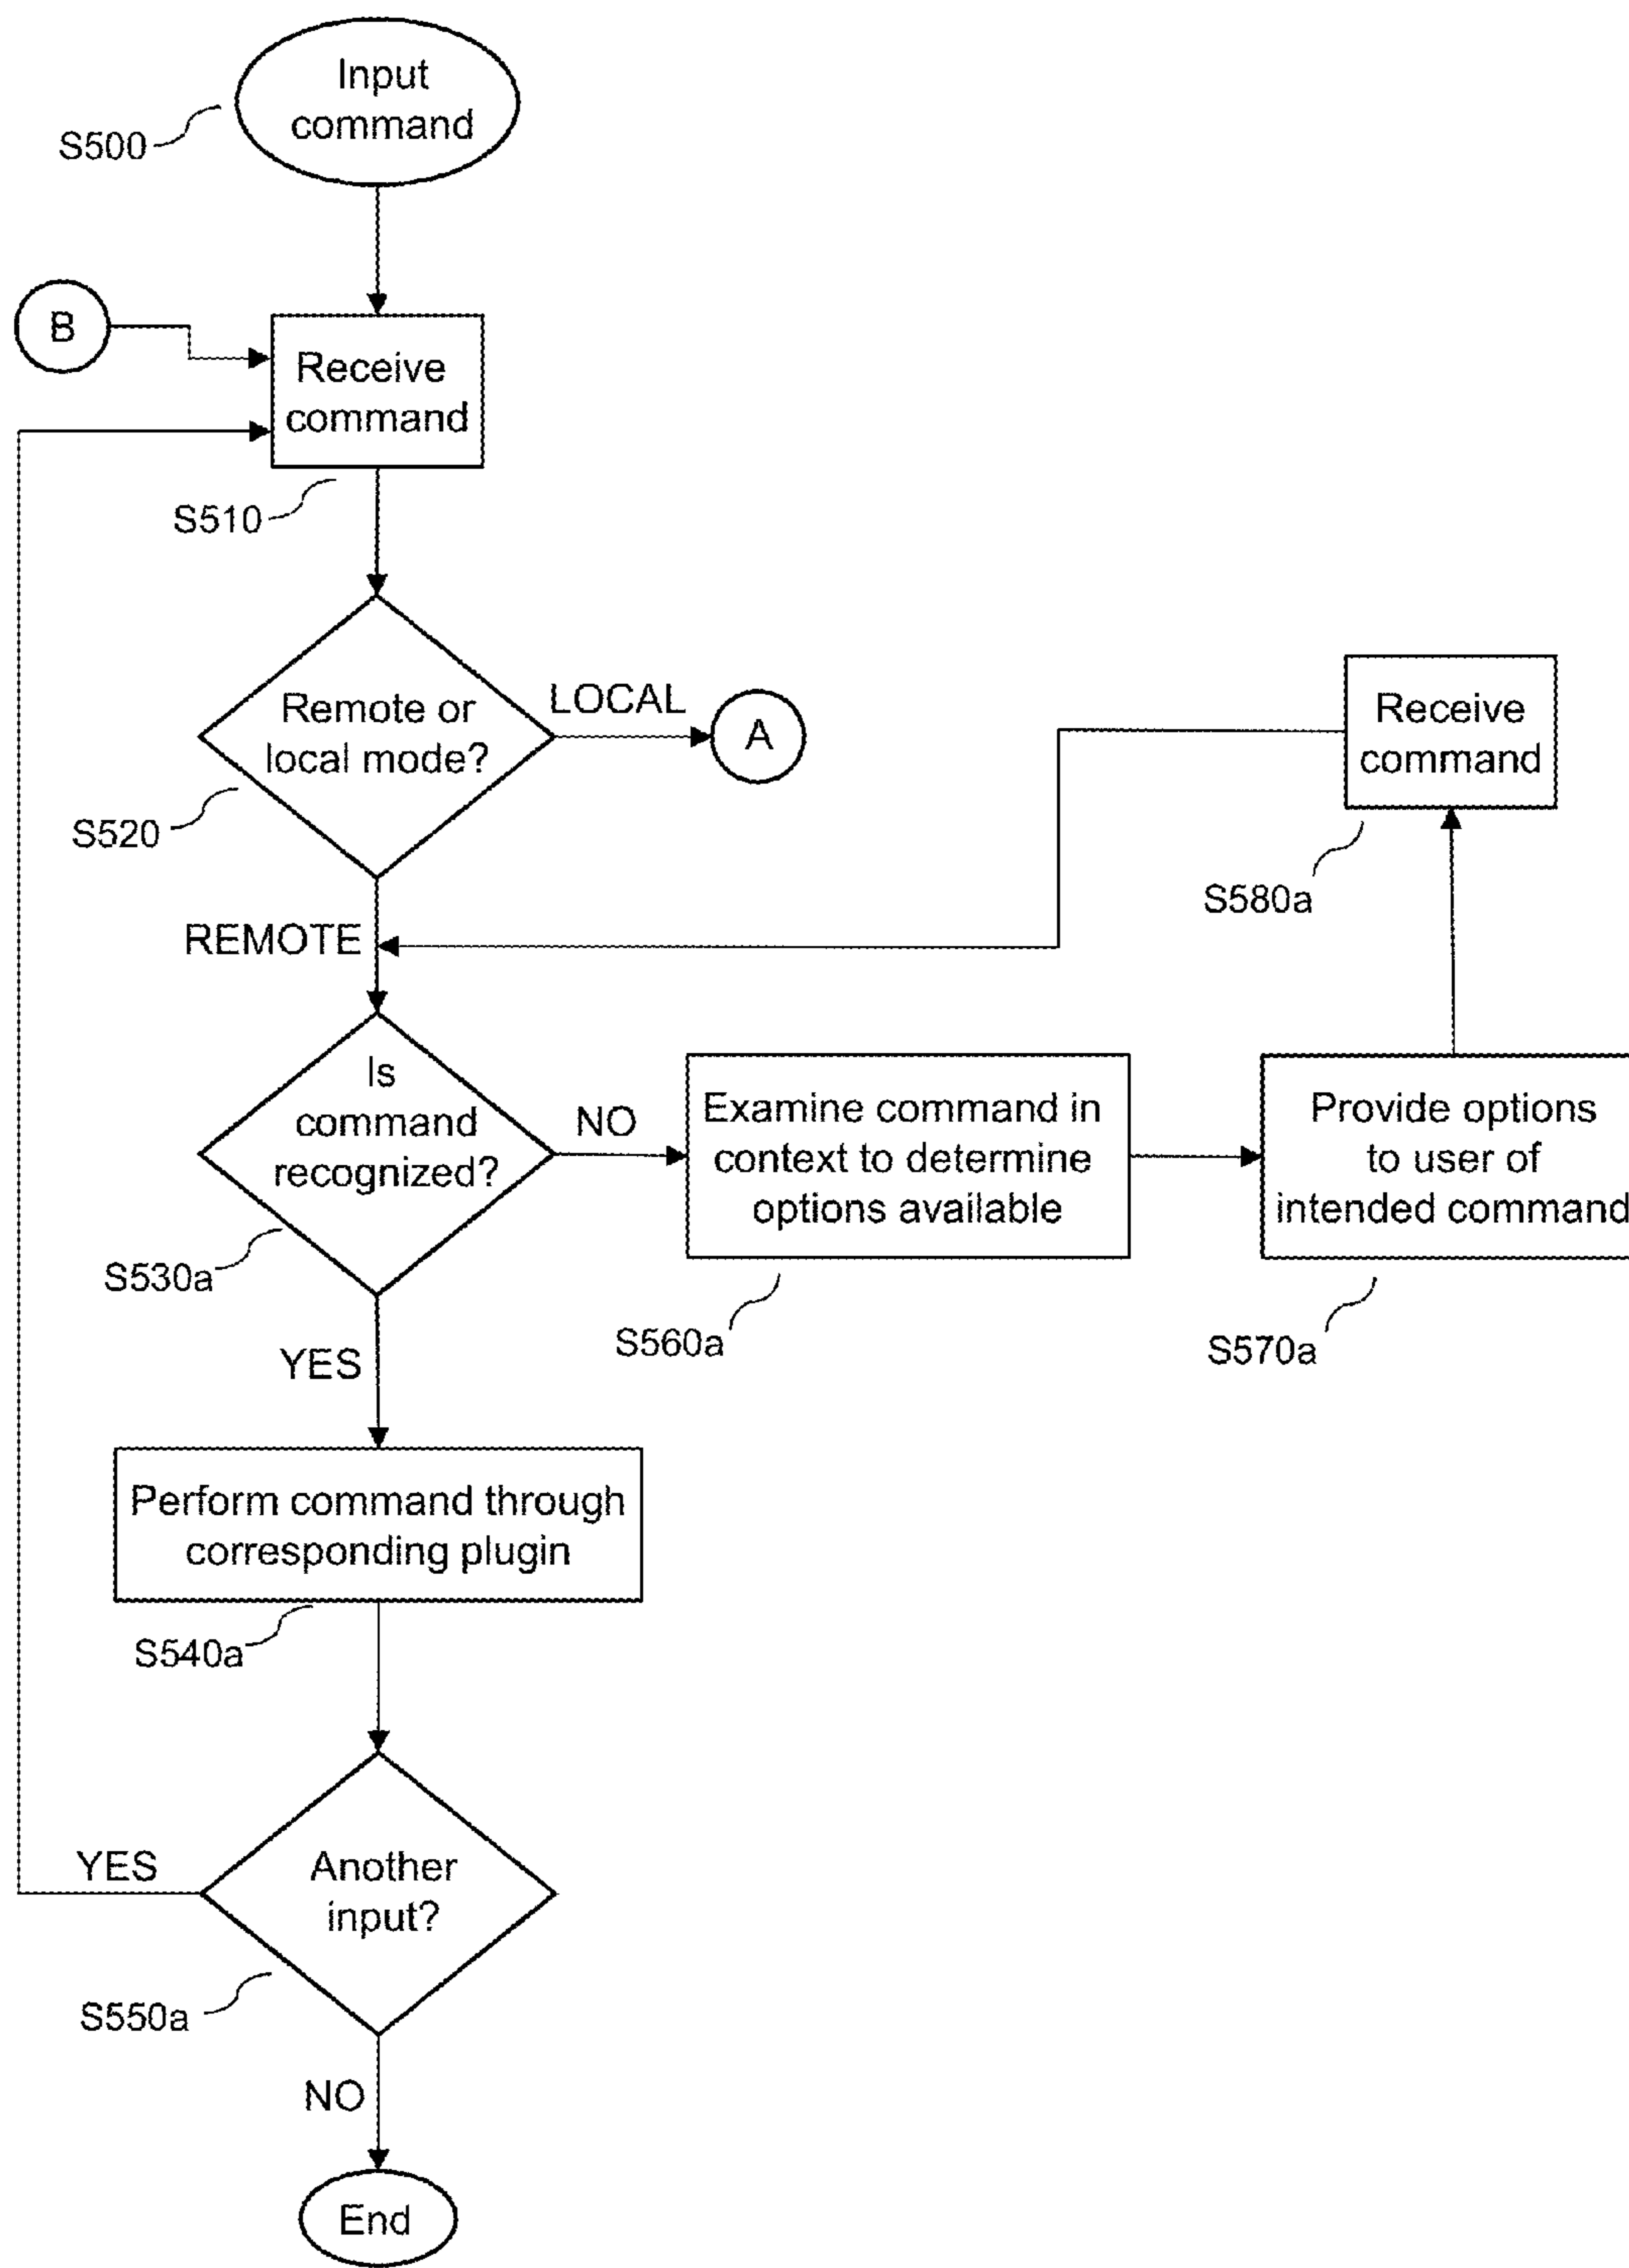 Input
command
S500
B
Receive
command
S510
Remote or
local mode?
S520
LOCAL
A
Receive
command
S580a
REMOTE
Is
command
recognized?
S530a
NO
Examine command in
context to determine
options available
S560a
Provide options
to user of
intended command
S570a
YES
Perform command through
corresponding plugin
S540a
Another
input?
YES
S550a
NO
End